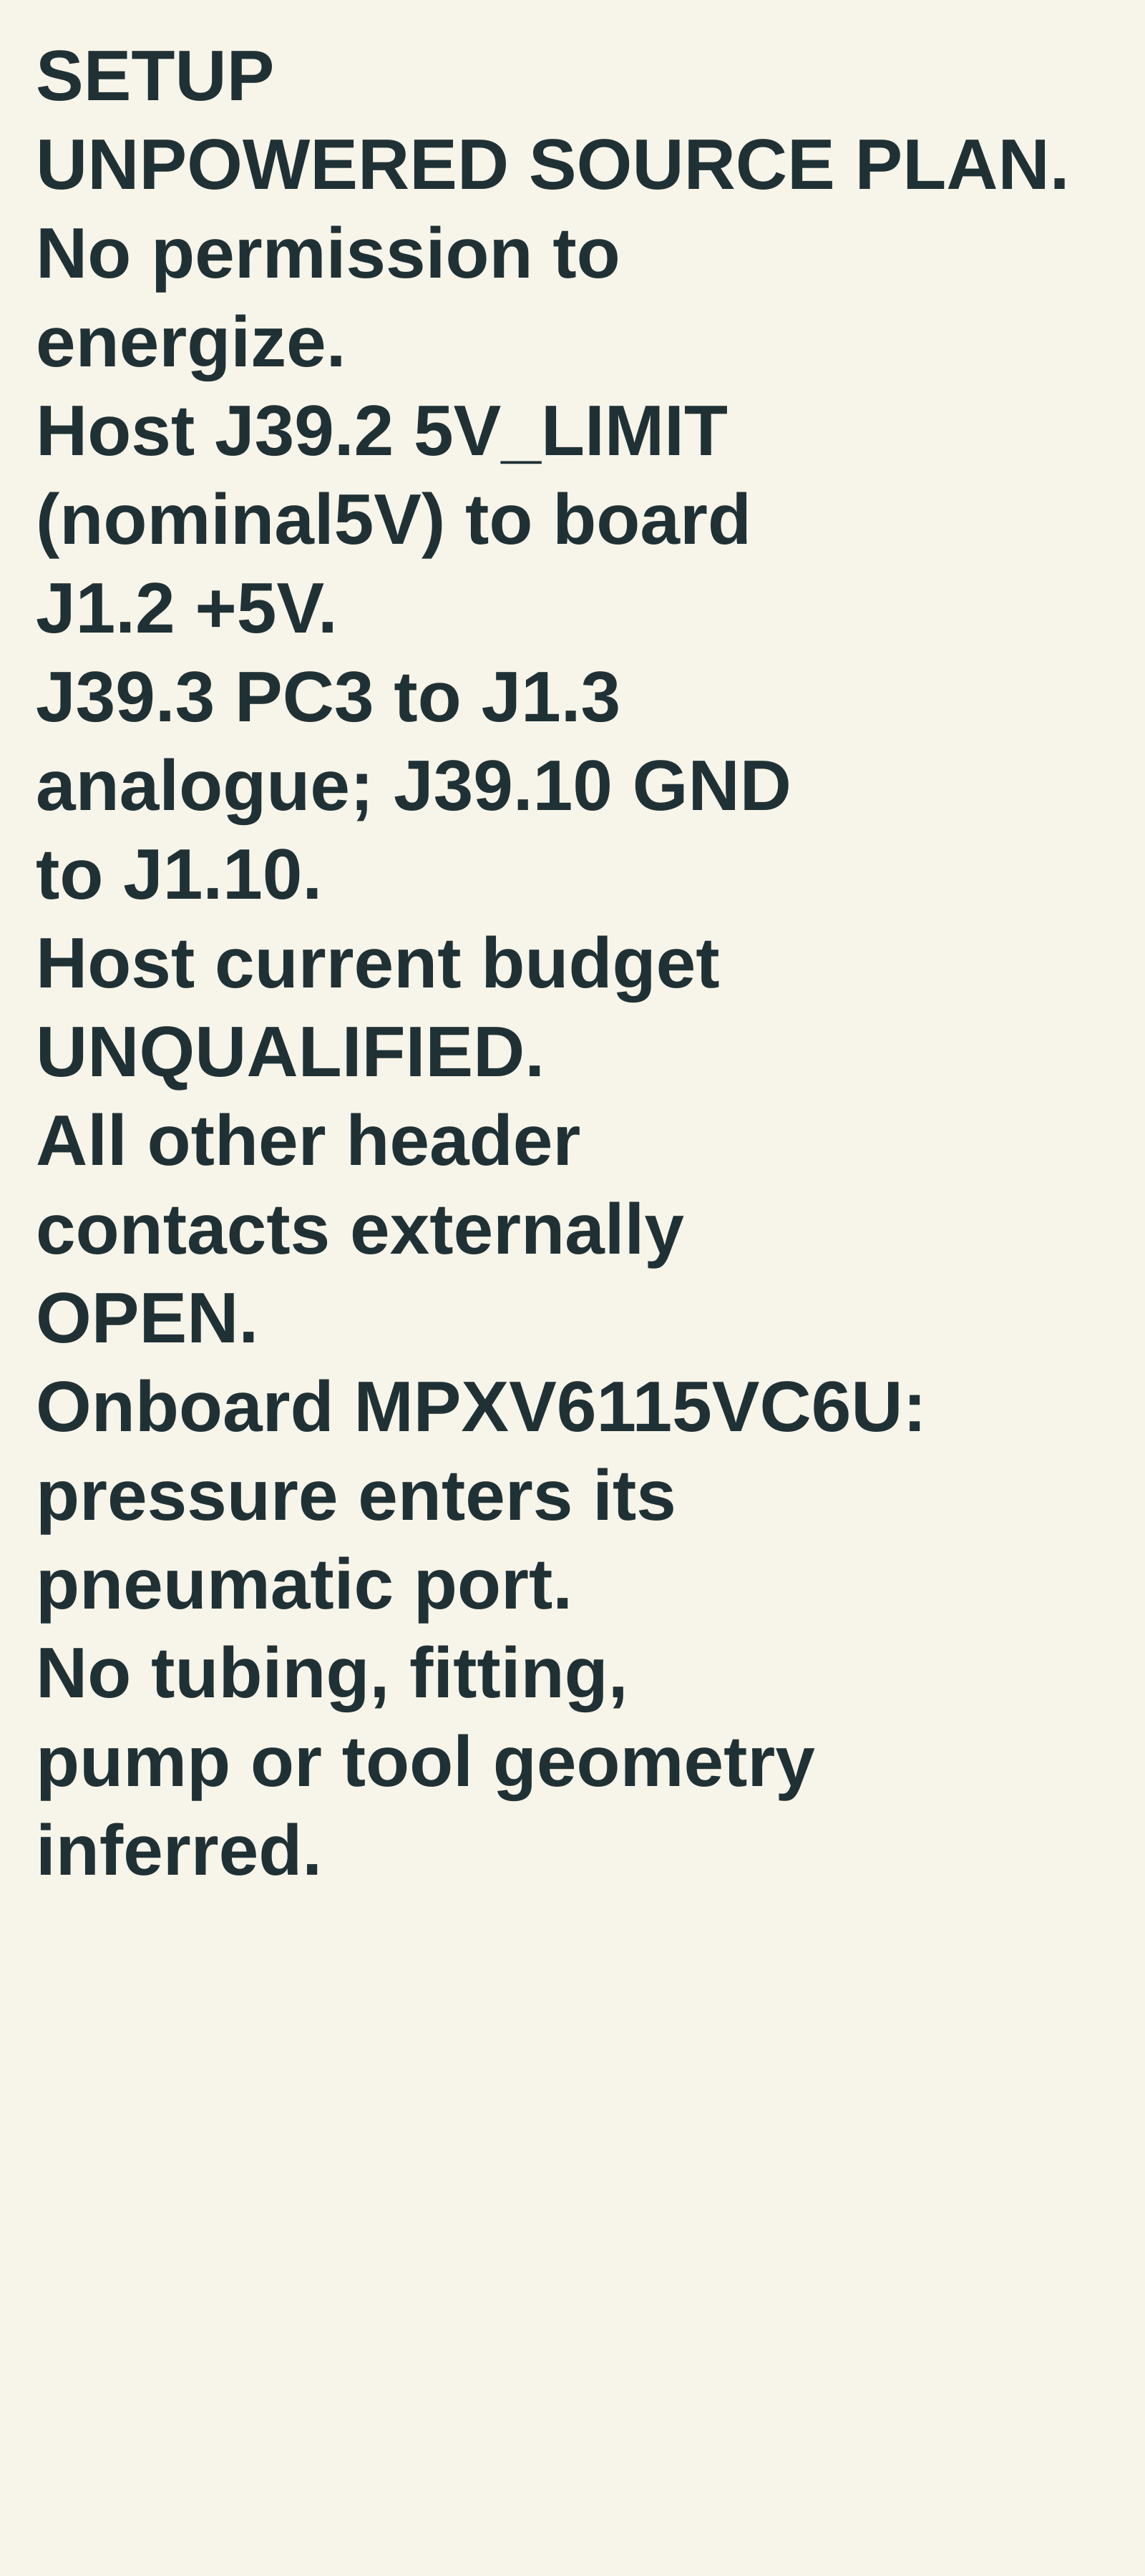 SETUP
UNPOWERED SOURCE PLAN.
No permission to
energize.
Host J39.2 5V_LIMIT
(nominal5V) to board
J1.2 +5V.
J39.3 PC3 to J1.3
analogue; J39.10 GND
to J1.10.
Host current budget
UNQUALIFIED.
All other header
contacts externally
OPEN.
Onboard MPXV6115VC6U:
pressure enters its
pneumatic port.
No tubing, fitting,
pump or tool geometry
inferred.